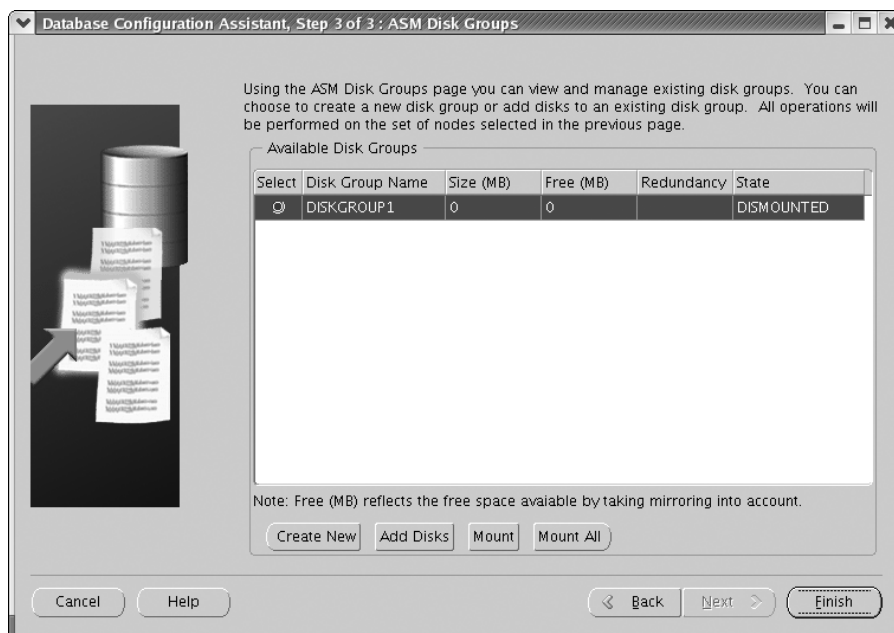 Database Configuration Assistant, Step 3 of 3 : ASM Disk Groups
Using the ASM Disk Groups page you can view and manage existing disk groups. You can
choose to create a new disk group or add disks to an existing disk group. All operations will
be performed on the set of nodes selected in the previous page.
Available Disk Groups
Select Disk Group Name Size (MB) Free (MB) Redundancy State
DISKGROUP1 0 0 DISMOUNTED
Note: Free (MB) reflects the free space avaiable by taking mirroring into account.
Create New Add Disks Mount Mount All
Cancel Help Back Next Finish